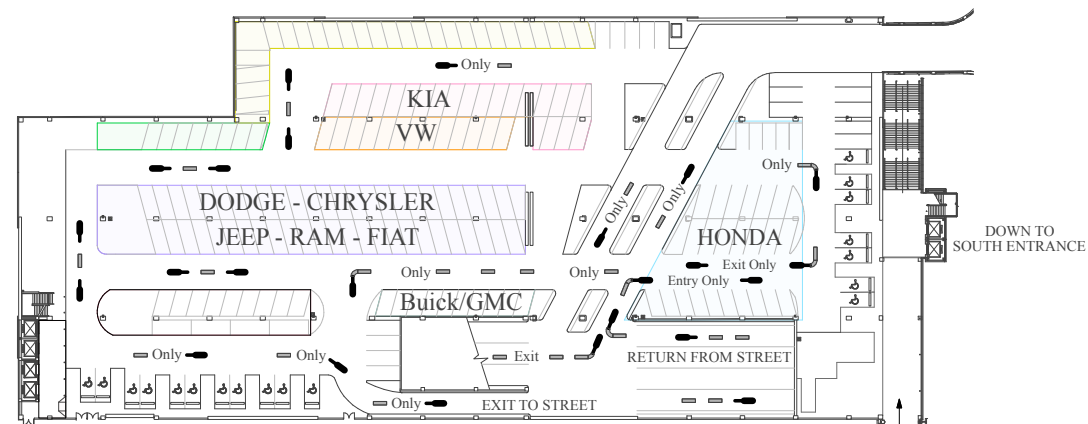 Only
KIA
VW
Only
Only
DODGE - CHRYSLER
JEEP - RAM - FIAT
Only
Only
HONDA
DOWN TO
SOUTH ENTRANCE
Only
Only
Exit Only
Entry Only
Buick/GMC
Only
Only
Exit
RETURN FROM STREET
Only
EXIT TO STREET